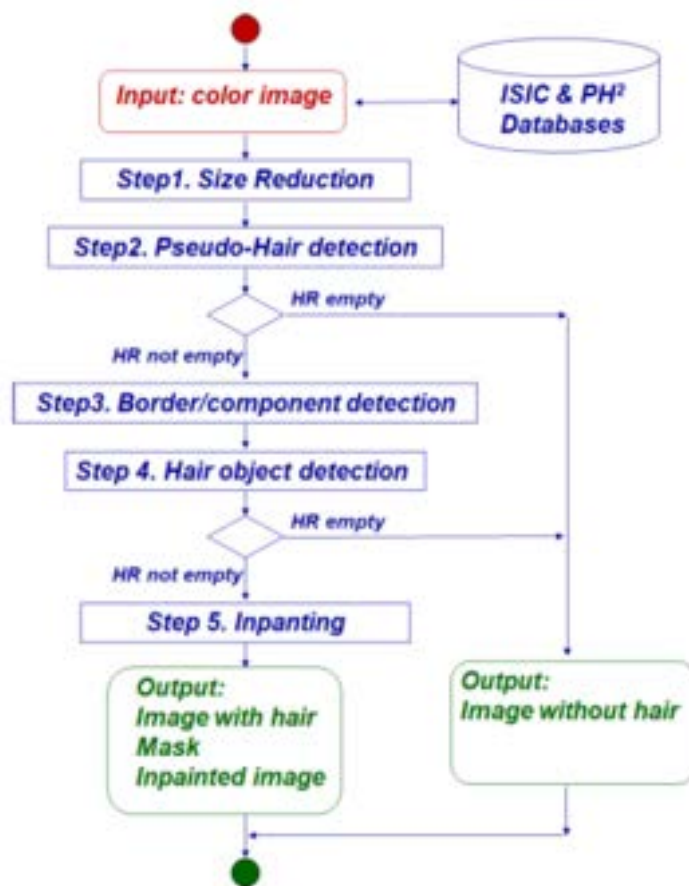 Input: color image
ISIC & PH²
Databases
Step1. Size Reduction
Step2. Pseudo-Hair detection
HR empty
HR not empty
Step3. Border/component detection
Step 4. Hair object detection
HR empty
HR not empty
Step 5. Inpanting
Output:
Image with hair
Mask
Inpainted image
Output:
Image without hair